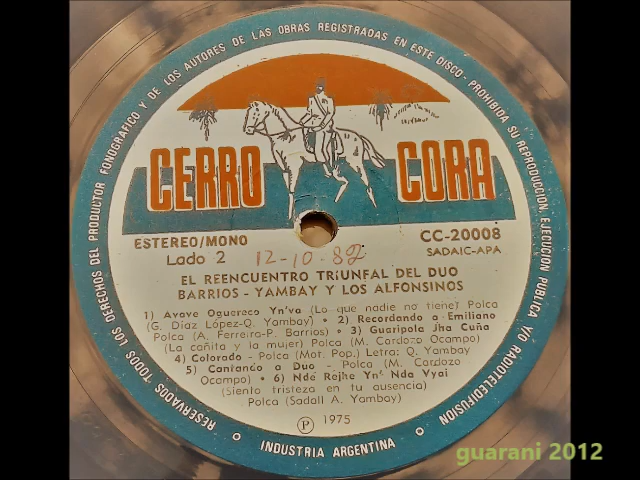 RESERVADOS TODOS LOS DERECHOS DEL PRODUCTOR FONOGRAFICO Y DE LOS AUTORES DE LAS OBRAS REGISTRADAS EN ESTE DISCO - PROHIBIDA SU REPRODUCCION, EJECUCION PUBLICA Y/O RADIOTELEDIFUSION
CERRO CORA
ESTEREO/MONO CC-20008
Lado 2 12-10-82 SADAIC-APA
EL REENCUENTRO TRIUNFAL DEL DUO
BARRIOS - YAMBAY Y LOS ALFONSINOS
1) Avave Oguereco Yn'va (Lo que nadie no tiene) Polca
(G. Díaz López-Q. Yambay) • 2) Recordando a Emiliano
Polca (A. Ferreira-P. Barrios) • 3) Guaripola Jha Cuña
(La cañita y la mujer) Polca (M. Cardozo Ocampo)
4) Colorado - Polca (Mot. Pop.) Letra: Q. Yambay
5) Cantando a Duo - Polca (M. Cardozo
Ocampo) • 6) Nde Rejhe Yn' Nda Vyai
(Siento tristeza en tu ausencia)
Polca (Sadall A. Yambay)
Ⓟ 1975
INDUSTRIA ARGENTINA
guarani 2012